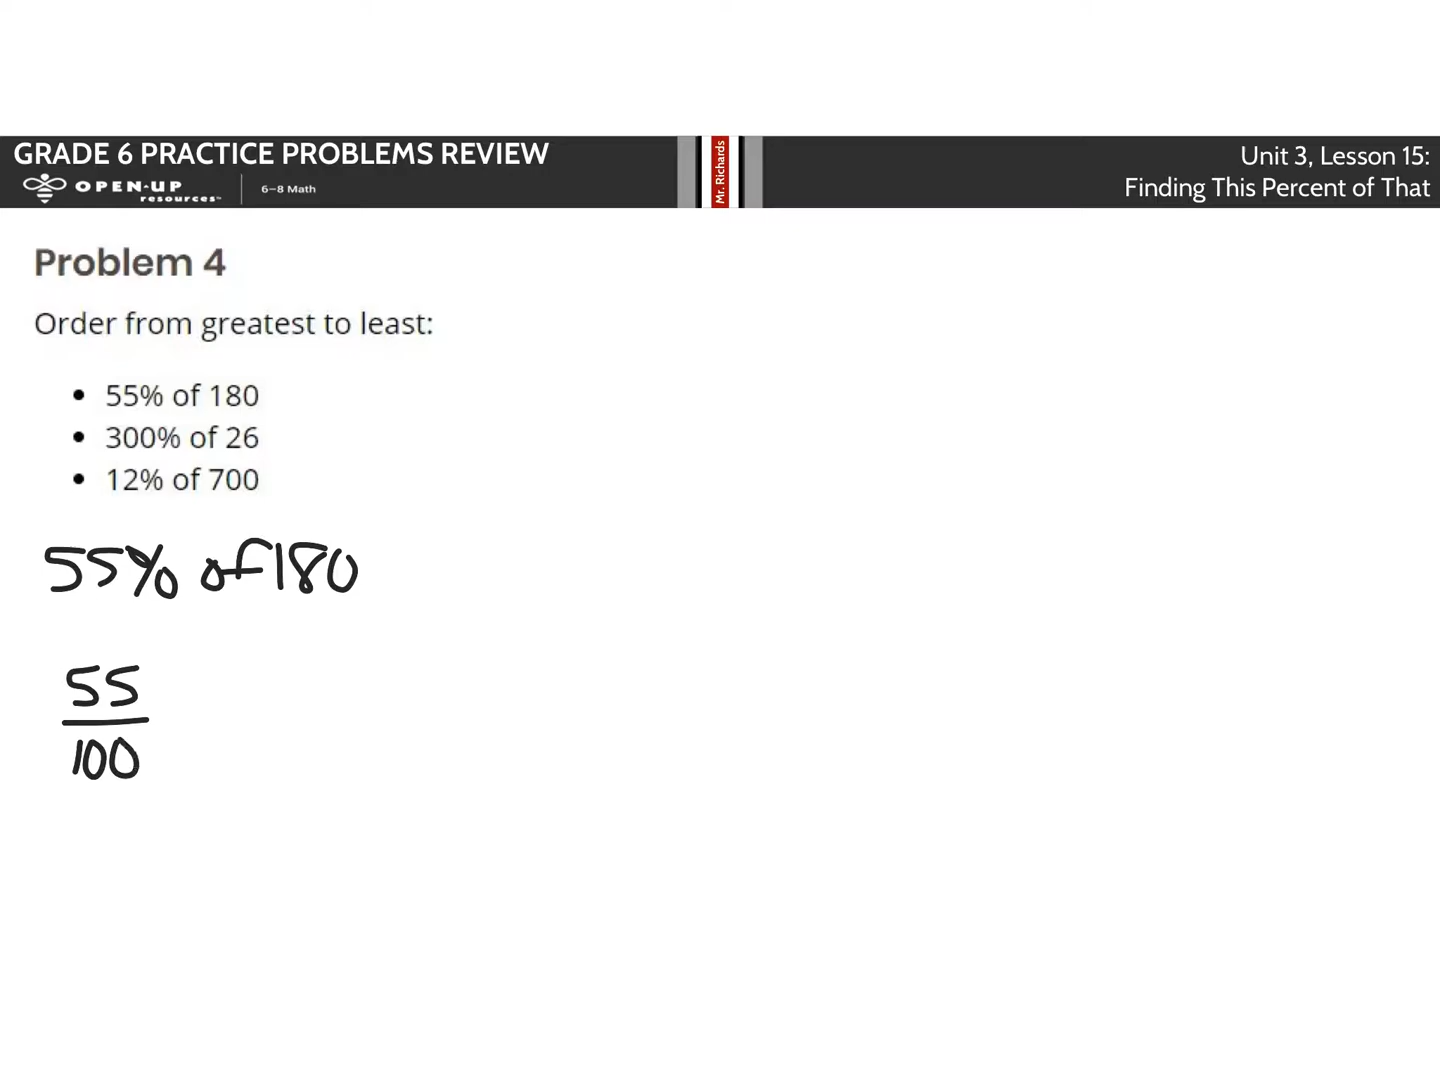 GRADE 6 PRACTICE PROBLEMS REVIEW
OPEN-UP
resources™
6–8 Math
Mr. Richards
Unit 3, Lesson 15:
Finding This Percent of That
Problem 4
Order from greatest to least:
• 55% of 180
• 300% of 26
• 12% of 700
55% of 180
55
100